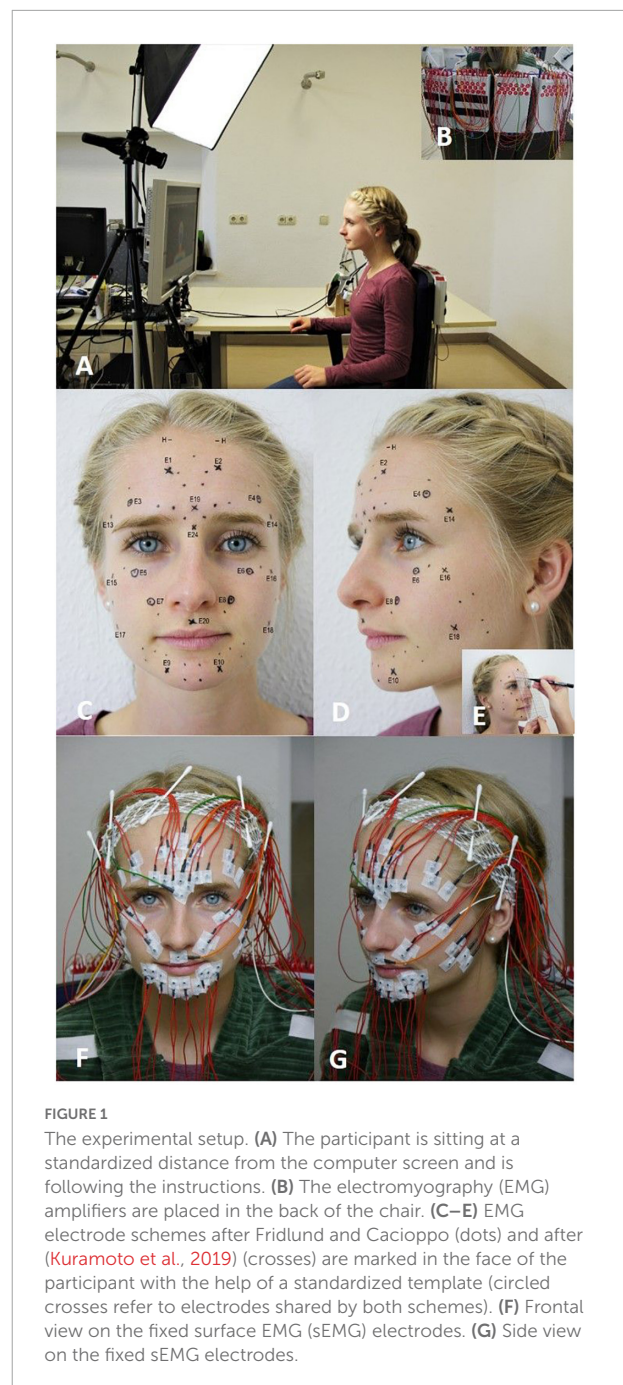 B
A
H – – H
E1 E2
E3 E19 E4
E13 E24 E14
E5 E6 E16
E15
E7 E8
E17 E20 E18
E9 E10
C
– H
E2
E4
E14
E6 E16
E8
E18
E10
D
E
F
G
FIGURE 1
The experimental setup. (A) The participant is sitting at a
standardized distance from the computer screen and is
following the instructions. (B) The electromyography (EMG)
amplifiers are placed in the back of the chair. (C–E) EMG
electrode schemes after Fridlund and Cacioppo (dots) and after
(Kuramoto et al., 2019) (crosses) are marked in the face of the
participant with the help of a standardized template (circled
crosses refer to electrodes shared by both schemes). (F) Frontal
view on the fixed surface EMG (sEMG) electrodes. (G) Side view
on the fixed sEMG electrodes.